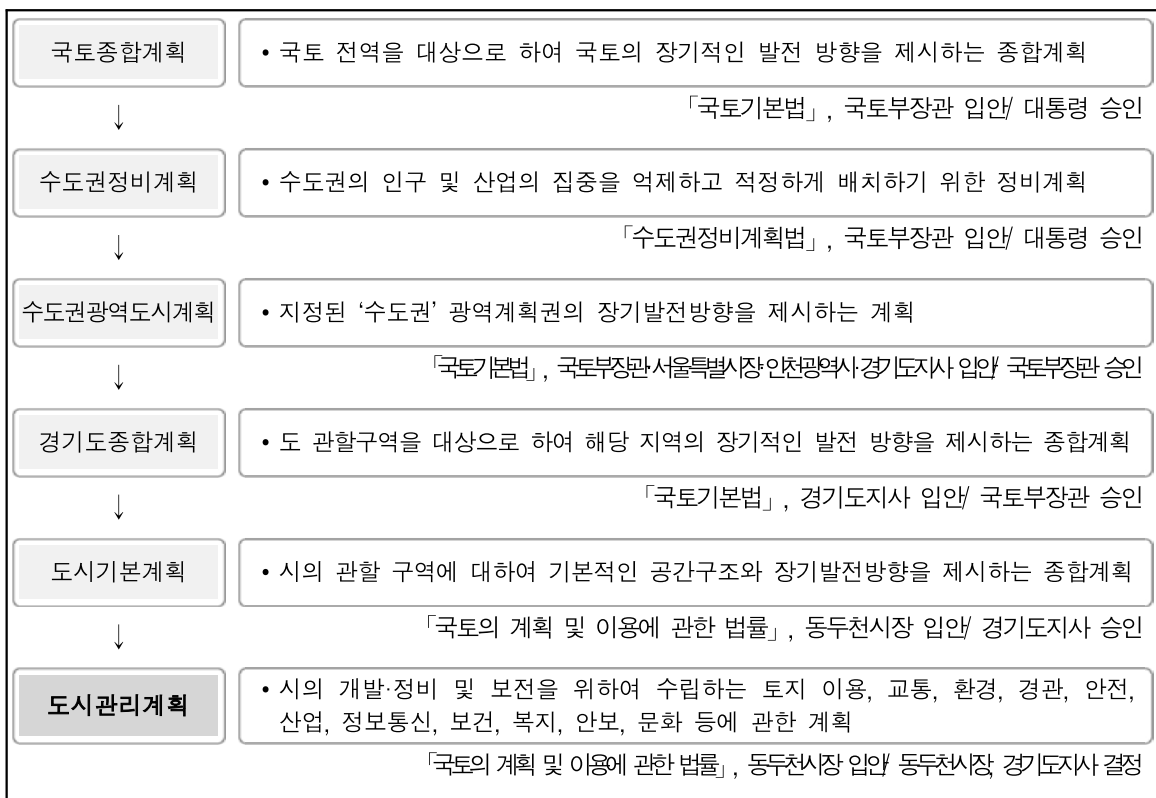 국토종합계획
• 국토 전역을 대상으로 하여 국토의 장기적인 발전 방향을 제시하는 종합계획
↓
「국토기본법」, 국토부장관 입안/ 대통령 승인
수도권정비계획
• 수도권의 인구 및 산업의 집중을 억제하고 적정하게 배치하기 위한 정비계획
↓
「수도권정비계획법」, 국토부장관 입안/ 대통령 승인
수도권광역도시계획
• 지정된 ‘수도권’ 광역계획권의 장기발전방향을 제시하는 계획
↓
「국토기본법」, 국토부장관·서울특별시장·인천광역시·경기도지사 입안/ 국토부장관 승인
경기도종합계획
• 도 관할구역을 대상으로 하여 해당 지역의 장기적인 발전 방향을 제시하는 종합계획
↓
「국토기본법」, 경기도지사 입안/ 국토부장관 승인
도시기본계획
• 시의 관할 구역에 대하여 기본적인 공간구조와 장기발전방향을 제시하는 종합계획
↓
「국토의 계획 및 이용에 관한 법률」, 동두천시장 입안/ 경기도지사 승인
도시관리계획
• 시의 개발·정비 및 보전을 위하여 수립하는 토지 이용, 교통, 환경, 경관, 안전,
산업, 정보통신, 보건, 복지, 안보, 문화 등에 관한 계획
「국토의 계획 및 이용에 관한 법률」, 동두천시장 입안/ 동두천시장, 경기도지사 결정